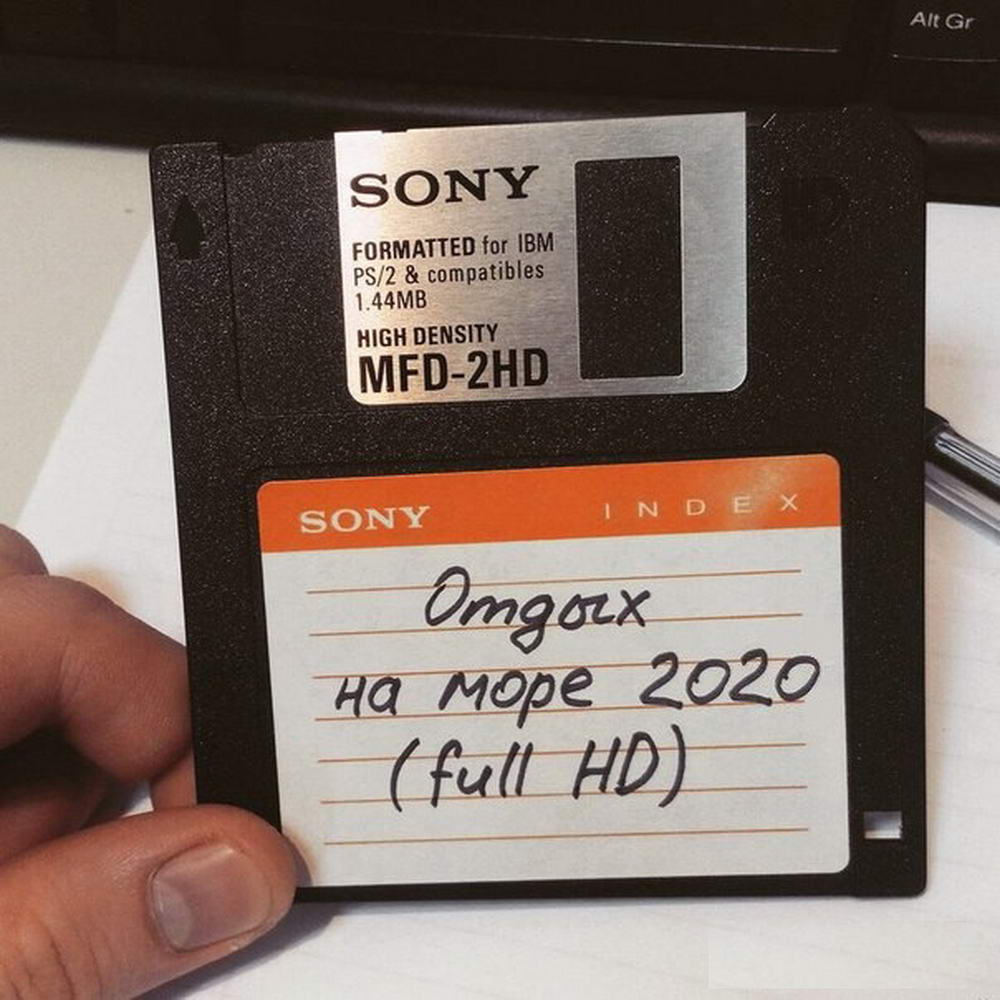 Alt Gr
SONY
FORMATTED for IBM
PS/2 & compatibles
1.44MB
HIGH DENSITY
MFD-2HD
SONY INDEX
Отдых
на море 2020
(full HD)